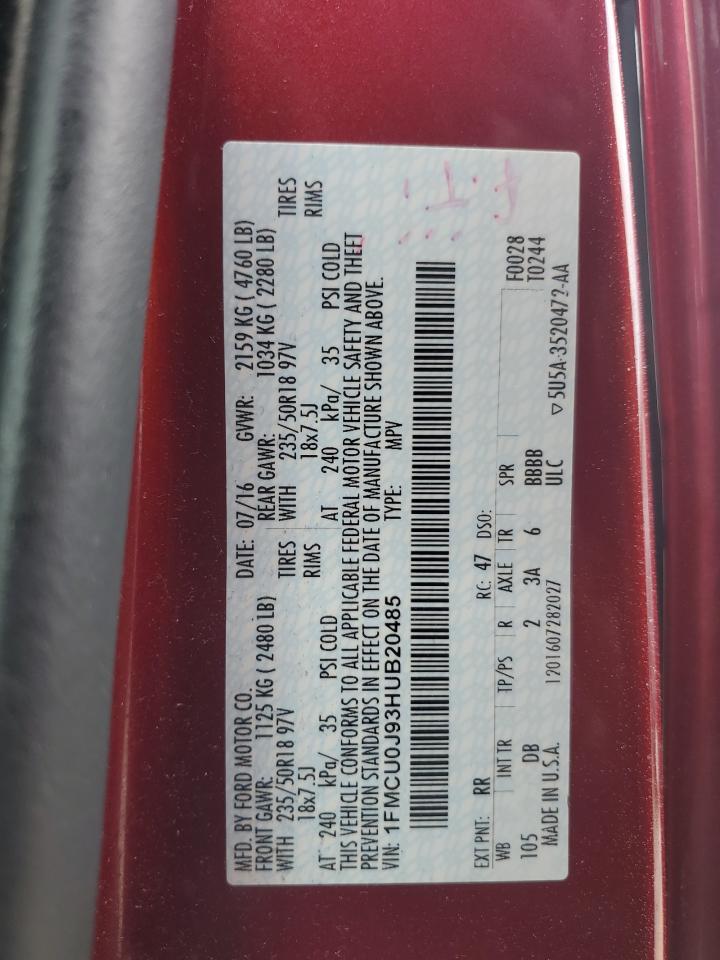 MFD. BY FORD MOTOR CO. DATE: 07/16 GVWR: 2159 KG ( 4760 LB)
FRONT GAWR: 1125 KG ( 2480 LB) REAR GAWR: 1034 KG ( 2280 LB)
WITH 235/50R18 97V TIRES WITH 235/50R18 97V TIRES
18x7.5J RIMS 18x7.5J RIMS
AT 240 kPa/ 35 PSI COLD AT 240 kPa/ 35 PSI COLD
THIS VEHICLE CONFORMS TO ALL APPLICABLE FEDERAL MOTOR VEHICLE SAFETY AND THEFT
PREVENTION STANDARDS IN EFFECT ON THE DATE OF MANUFACTURE SHOWN ABOVE.
VIN: 1FMCU0J93HUB20485 TYPE: MPV
EXT PNT: RR RC: 47 DSO:
WB INT TR TP/PS R AXLE TR SPR F0028
105 DB 2 3A 6 BBBB T0244
ULC
MADE IN U.S.A. 1201607282027 ▽5U5A-3520472-AA